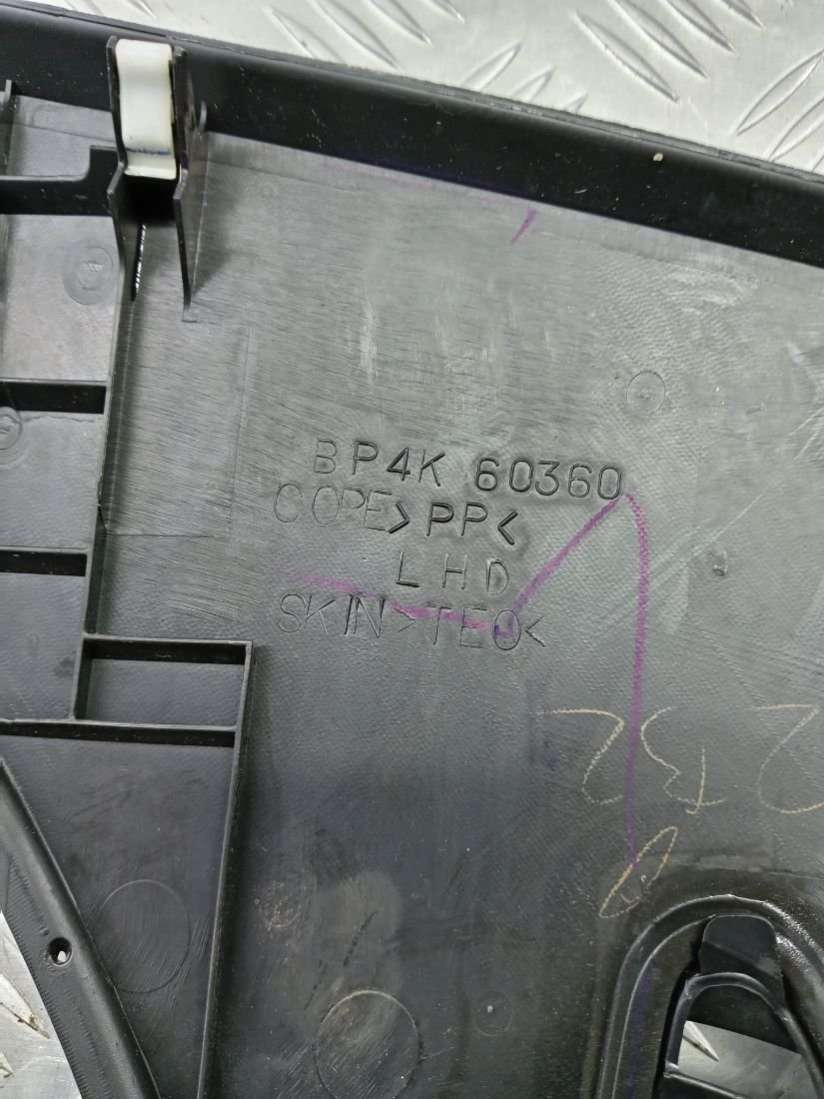 BP4K 60360
COPE>PP<
LHD
SKIN>TEO<